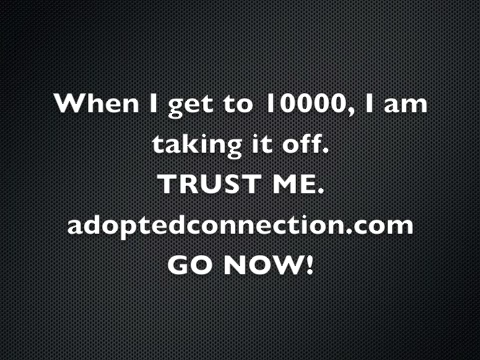 When I get to 10000, I am
taking it off.
TRUST ME.
adoptedconnection.com
GO NOW!